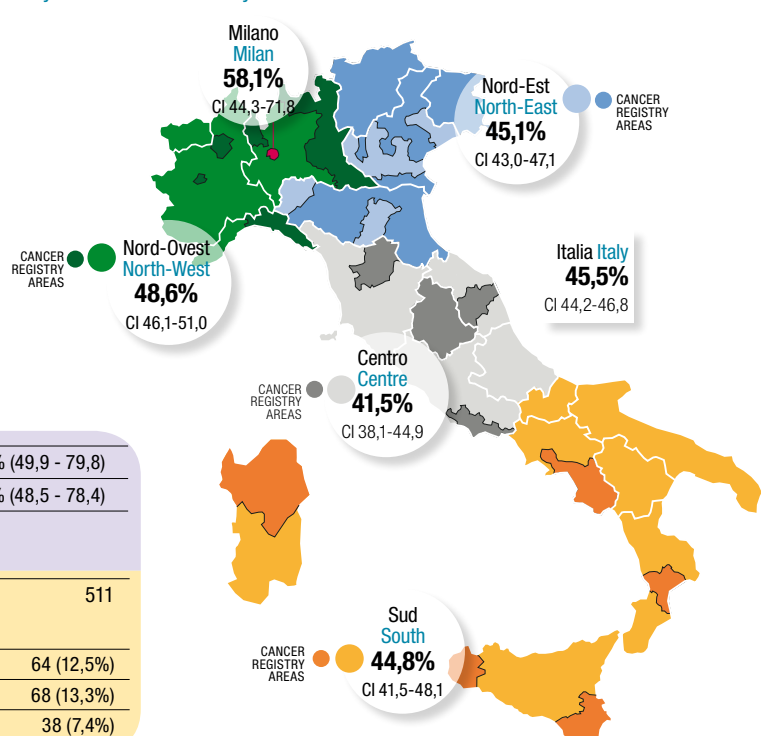 Milano
Milan
58,1%
CI 44,3-71,8
Nord-Est
North-East
45,1%
CI 43,0-47,1
CANCER
REGISTRY
AREAS
CANCER
REGISTRY
AREAS
Nord-Ovest
North-West
48,6%
CI 46,1-51,0
Italia Italy
45,5%
CI 44,2-46,8
CANCER
REGISTRY
AREAS
Centro
Centre
41,5%
CI 38,1-44,9
% (49,9 - 79,8)
% (48,5 - 78,4)
511
64 (12,5%)
68 (13,3%)
38 (7,4%)
CANCER
REGISTRY
AREAS
Sud
South
44,8%
CI 41,5-48,1